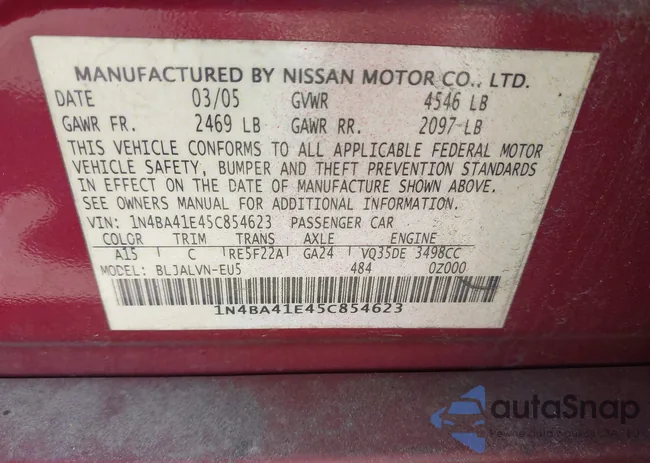 MANUFACTURED BY NISSAN MOTOR CO., LTD.
DATE 03/05 GVWR 4546 LB
GAWR FR. 2469 LB GAWR RR. 2097 LB
THIS VEHICLE CONFORMS TO ALL APPLICABLE FEDERAL MOTOR
VEHICLE SAFETY, BUMPER AND THEFT PREVENTION STANDARDS
IN EFFECT ON THE DATE OF MANUFACTURE SHOWN ABOVE.
SEE OWNERS MANUAL FOR ADDITIONAL INFORMATION.
VIN: 1N4BA41E45C854623 PASSENGER CAR
COLOR TRIM TRANS AXLE ENGINE
A15 C RE5F22A GA24 VQ35DE 3498CC
MODEL: BLJALVN-EU5 484 0Z000
1N4BA41E45C854623
autoSnap